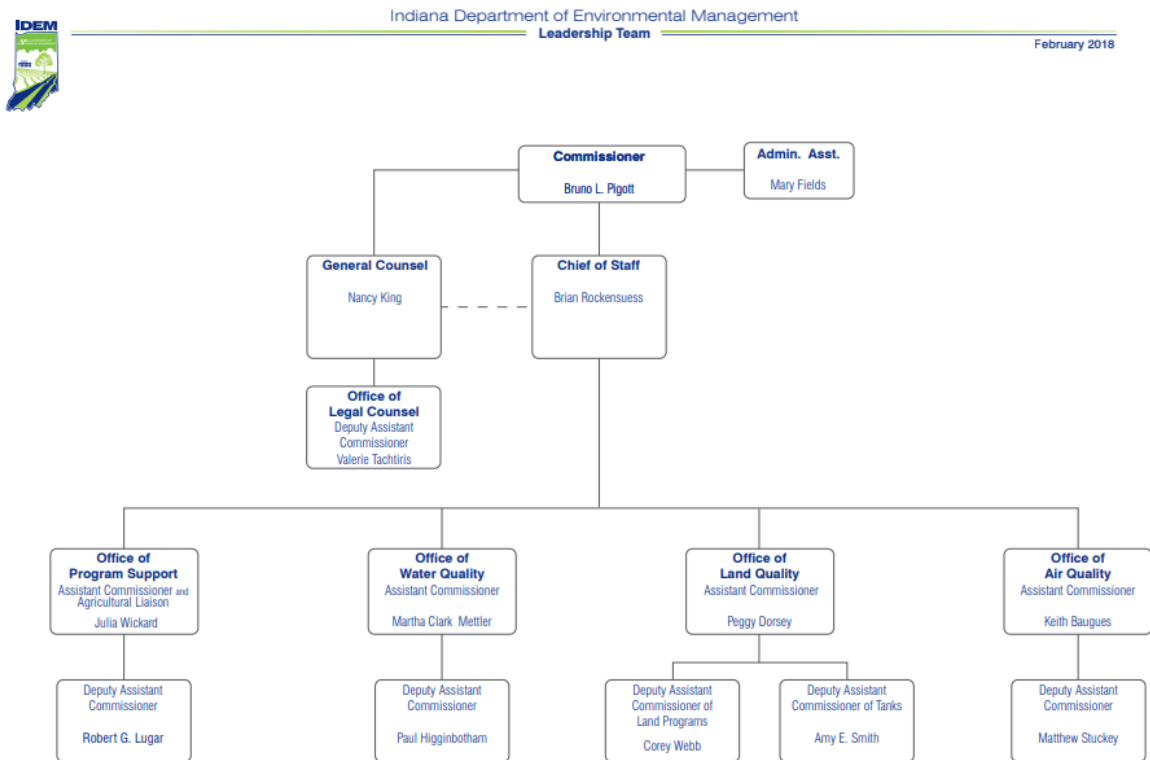 IDEM
Indiana Department of Environmental Management
Leadership Team
February 2018
Commissioner
Bruno L. Pigott
Admin. Asst.
Mary Fields
General Counsel
Nancy King
Chief of Staff
Brian Rockensuess
Office of
Legal Counsel
Deputy Assistant
Commissioner
Valerie Tachtiris
Office of
Program Support
Assistant Commissioner and
Agricultural Liaison
Julia Wickard
Office of
Water Quality
Assistant Commissioner
Martha Clark Mettler
Office of
Land Quality
Assistant Commissioner
Peggy Dorsey
Office of
Air Quality
Assistant Commissioner
Keith Baugues
Deputy Assistant
Commissioner
Robert G. Lugar
Deputy Assistant
Commissioner
Paul Higginbotham
Deputy Assistant
Commissioner of
Land Programs
Corey Webb
Deputy Assistant
Commissioner of Tanks
Amy E. Smith
Deputy Assistant
Commissioner
Matthew Stuckey